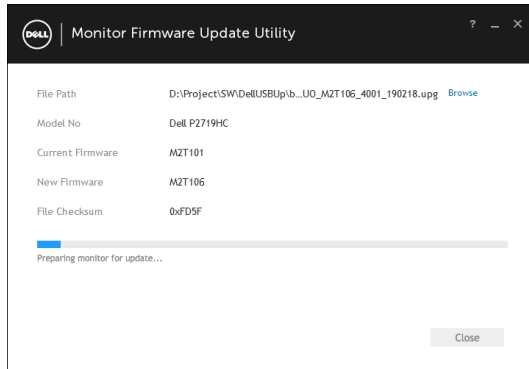 DELL Monitor Firmware Update Utility ? _ X
File Path D:\Project\SW\DellUSBUp\b...UO_M2T106_4001_190218.upg Browse
Model No Dell P2719HC
Current Firmware M2T101
New Firmware M2T106
File Checksum 0xFD5F
Preparing monitor for update...
Close